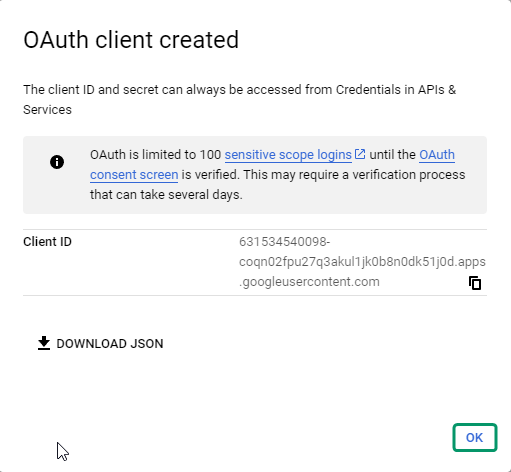 OAuth client created
The client ID and secret can always be accessed from Credentials in APIs &
Services
OAuth is limited to 100 sensitive scope logins until the OAuth
consent screen is verified. This may require a verification process
that can take several days.
Client ID
631534540098-
coqn02fpu27q3akul1jk0b8n0dk51j0d.apps
.googleusercontent.com
DOWNLOAD JSON
OK